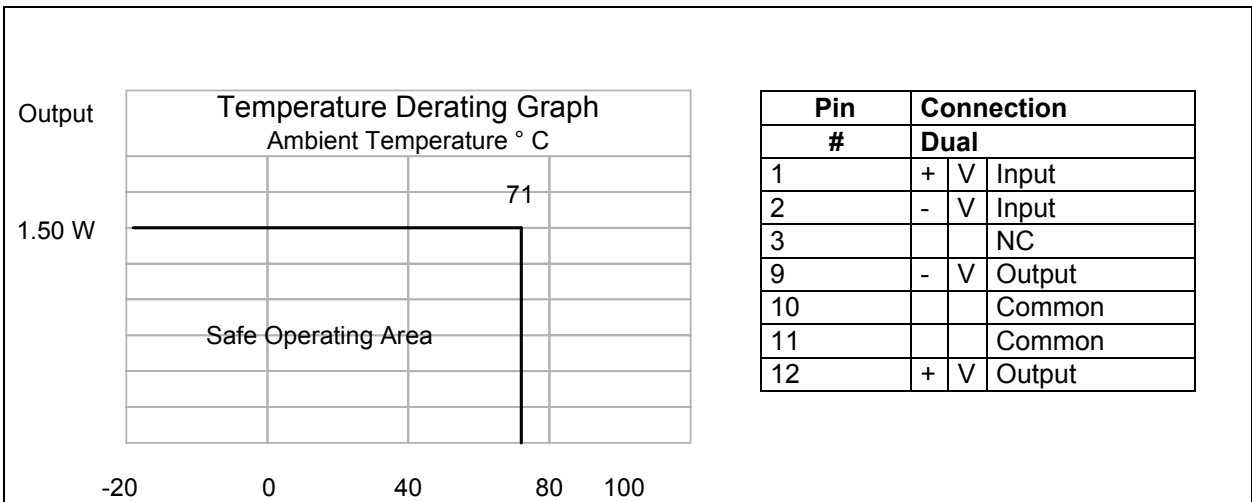 Output
Temperature Derating Graph
Ambient Temperature ° C
71
1.50 W
Safe Operating Area
-20 0 40 80 100
Pin Connection
# Dual
1 + V Input
2 - V Input
3 NC
9 - V Output
10 Common
11 Common
12 + V Output